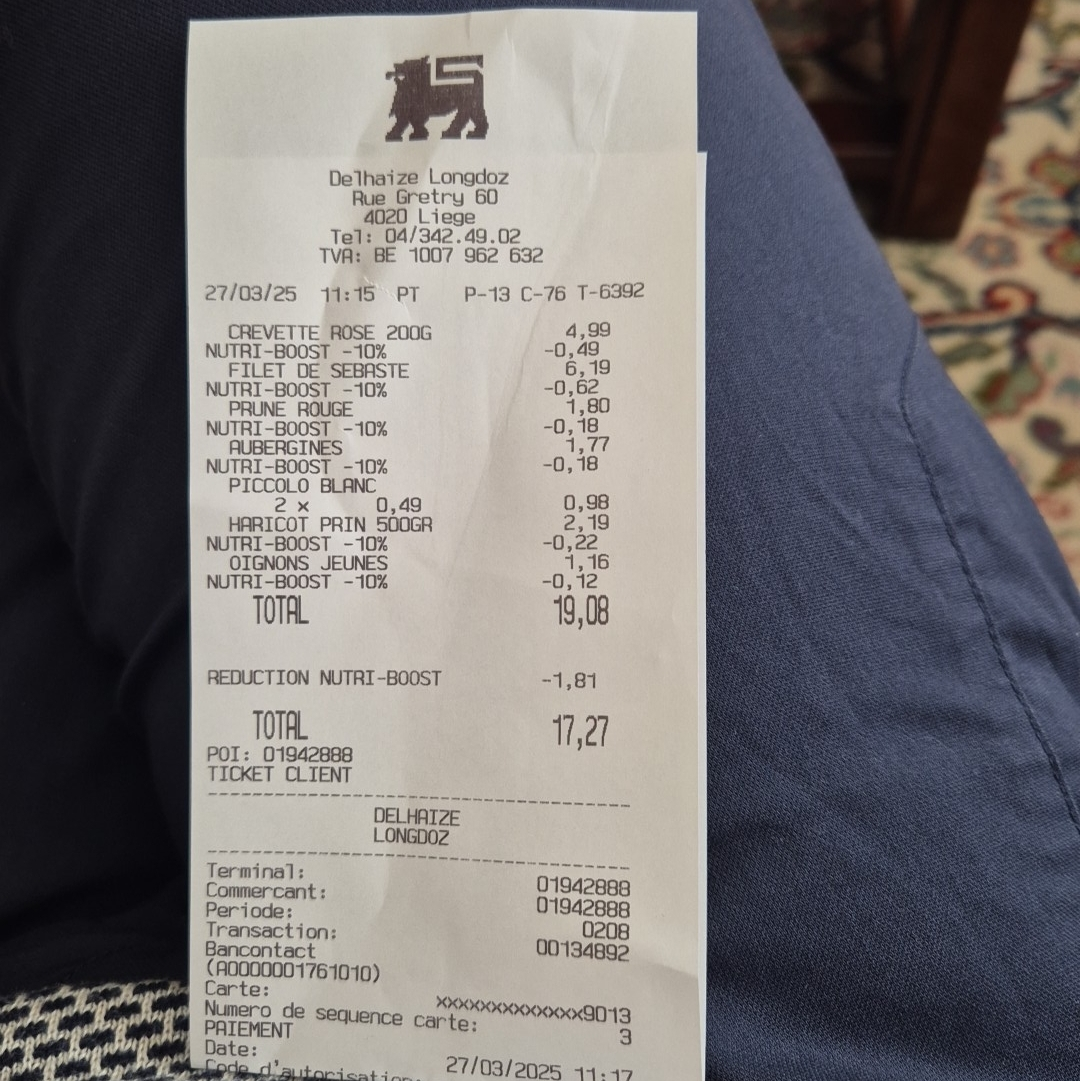 Delhaize Longdoz
Rue Gretry 60
4020 Liege
Tel: 04/342.49.02
TVA: BE 1007 962 632
27/03/25 11:15 PT P-13 C-76 T-6392
CREVETTE ROSE 200G 4,99
NUTRI-BOOST -10% -0,49
FILET DE SEBASTE 6,19
NUTRI-BOOST -10% -0,62
PRUNE ROUGE 1,80
NUTRI-BOOST -10% -0,18
AUBERGINES 1,77
NUTRI-BOOST -10% -0,18
PICCOLO BLANC
2 x 0,49 0,98
HARICOT PRIN 500GR 2,19
NUTRI-BOOST -10% -0,22
OIGNONS JEUNES 1,16
NUTRI-BOOST -10% -0,12
TOTAL 19,08
REDUCTION NUTRI-BOOST -1,81
TOTAL 17,27
POI: 01942888
TICKET CLIENT
DELHAIZE
LONGDOZ
Terminal: 01942888
Commercant: 01942888
Periode: 0208
Transaction: 00134892
Bancontact
(A0000001761010)
Carte: xxxxxxxxxxxxx9013
Numero de sequence carte: 3
PAIEMENT
Date: 27/03/2025 11:17
Code d'autorisation: